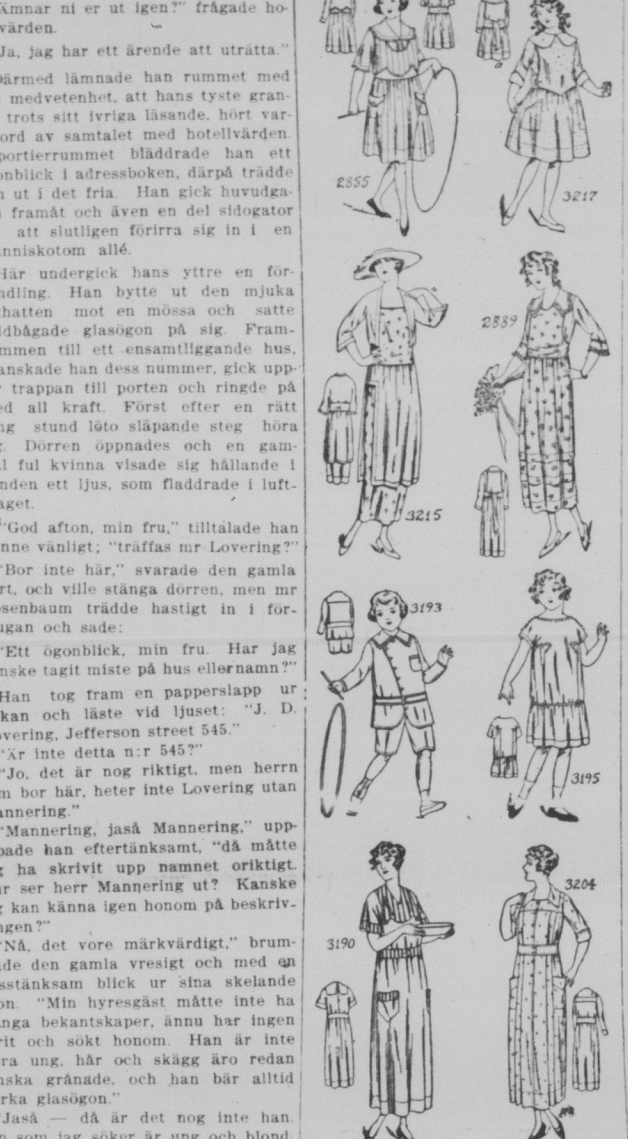 Ämnar ni er ut igen?" frågade ho-
värden.
Ja, jag har ett ärende att uträtta."
därmed lämnade han rummet med
medvetenhet, att hans tyste gran-
trots sitt ivriga läsande, hört var-
ord av samtalet med hotellvärden.
portierrummet bläddrade han ett
onblick i adressboken, därpå trädde
n ut i det fria. Han gick huvudga-
framåt och även en del sidogator
att slutligen förirra sig in i en
nniskotom allé.
Här undergick hans yttre en för-
ndling. Han bytte ut den mjuka
hatten mot en mössa och satte
ldbågade glasögon på sig. Fram-
mmen till ett ensamtliggande hus,
anskade han dess nummer, gick upp-
r trappan till porten och ringde på
ed all kraft. Först efter en rätt
ng stund löto släpande steg höra
g. Dörren öppnades och en gam-
l ful kvinna visade sig hållande i
nden ett ljus, som fladdrade i luft-
aget.
"God afton, min fru," tilltalade han
nne vänligt; "träffas mr Lovering?"
"Bor inte här," svarade den gamla
rt, och ville stänga dörren, men mr
osenbaum trädde hastigt in i för-
ugan och sade:
"Ett ögonblick, min fru. Har jag
nske tagit miste på hus ellernamn?"
Han tog fram en papperslapp ur
kan och läste vid ljuset: "J. D.
overing, Jefferson street 545."
"Är inte detta n:r 545?"
"Jo, det är nog riktigt, men herrn
m bor här, heter inte Lovering utan
annering."
"Mannering, jaså Mannering," upp-
pade han eftertänksamt, "då måtte
g ha skrivit upp namnet oriktigt.
ur ser herr Mannering ut? Kanske
g kan känna igen honom på beskriv-
ngen?"
"Nå, det vore märkvärdigt," brum-
de den gamla vresigt och med en
sstänksam blick ur sina skelande
on. "Min hyresgäst måtte inte ha
nga bekantskaper, ännu har ingen
rit och sökt honom. Han är inte
ra ung, hår och skägg äro redan
nska grånade, och han bär alltid
rka glasögon."
"Jaså — då är det nog inte han.
n som jag söker är ung och blond,
2855
3217
2889
3215
3193
3195
3190
3204